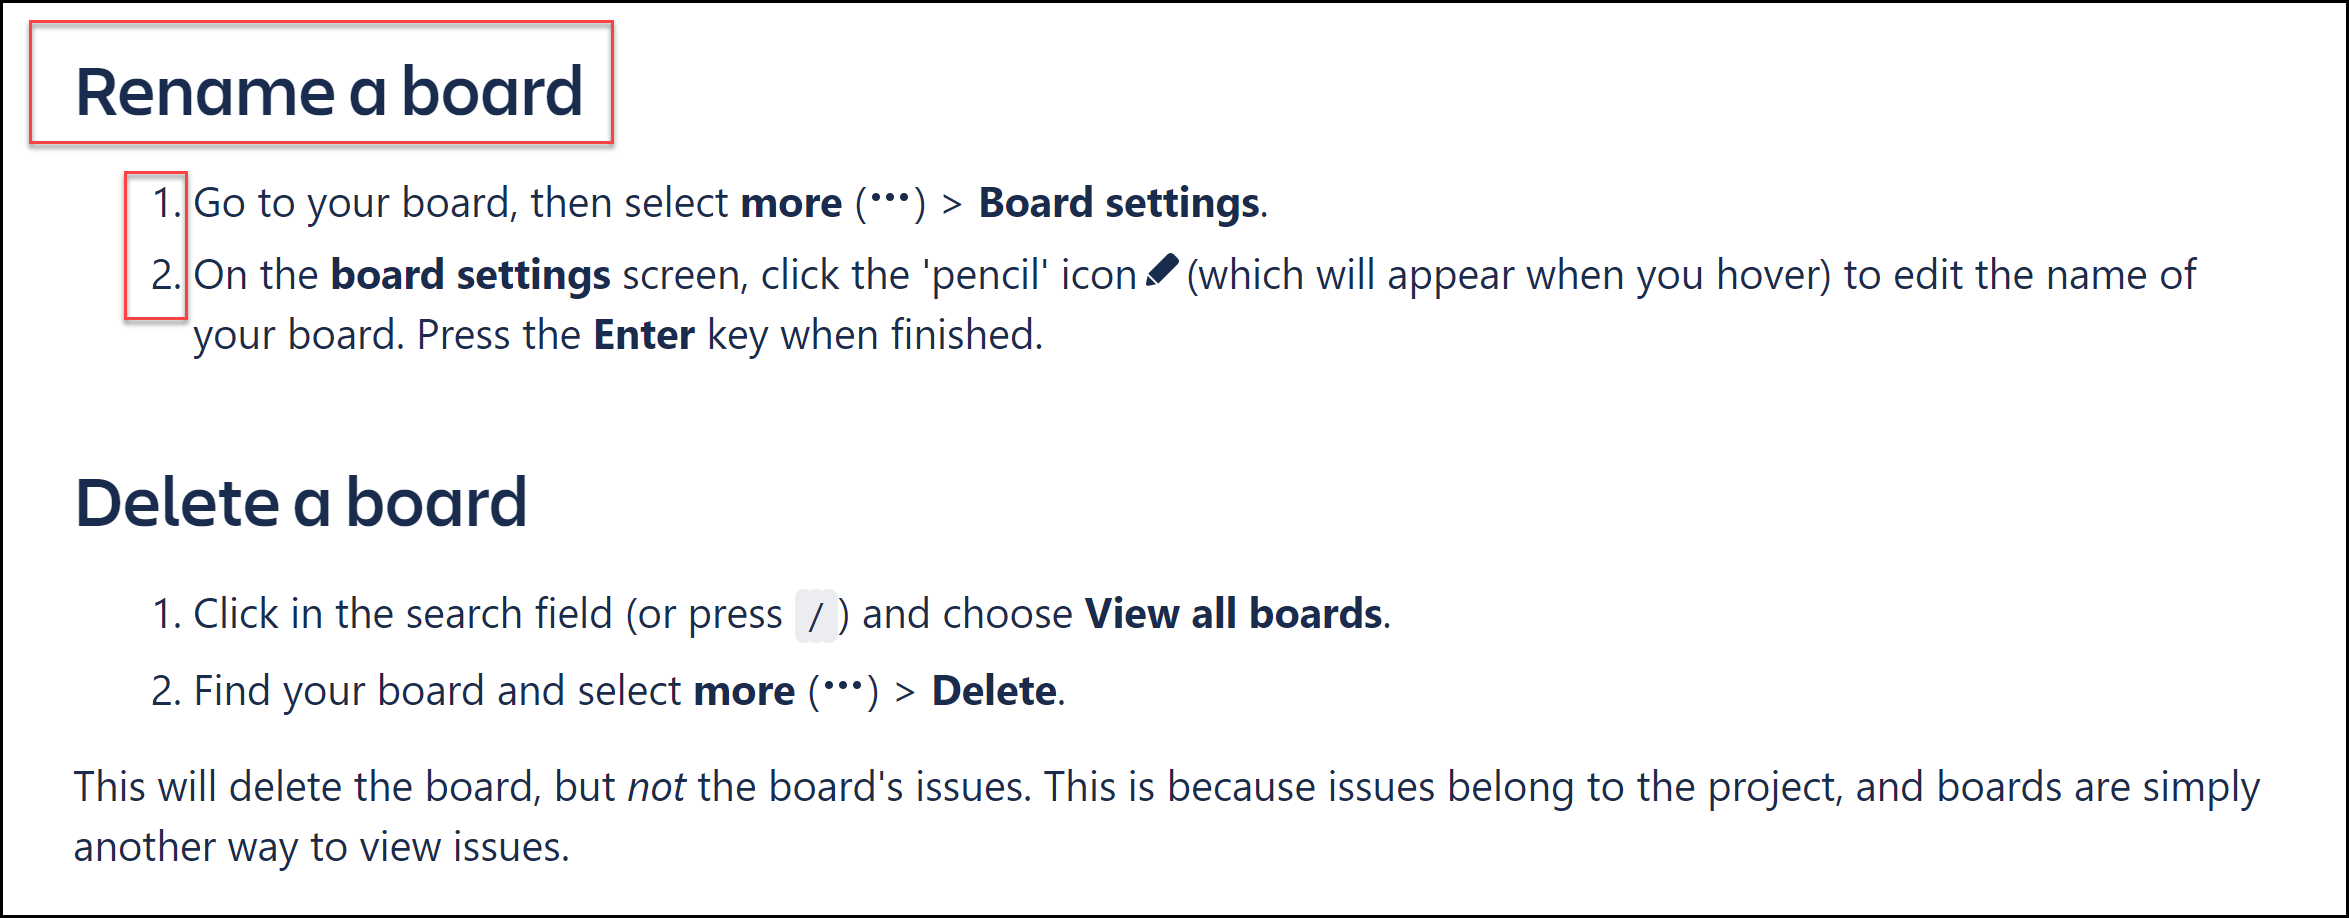 Rename a board
1. Go to your board, then select more (•••) > Board settings.
2. On the board settings screen, click the 'pencil' icon (which will appear when you hover) to edit the name of
your board. Press the Enter key when finished.
Delete a board
1. Click in the search field (or press /) and choose View all boards.
2. Find your board and select more (•••) > Delete.
This will delete the board, but not the board's issues. This is because issues belong to the project, and boards are simply
another way to view issues.